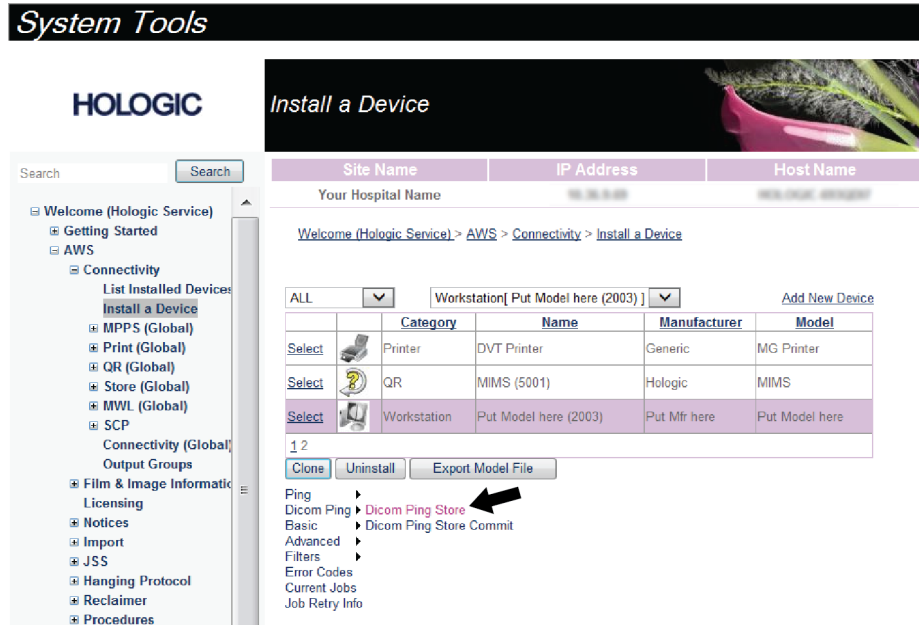 System Tools
HOLOGIC
Install a Device
Search Search
Site Name IP Address Host Name
Your Hospital Name
Welcome (Hologic Service)
Getting Started
AWS
Connectivity
List Installed Devices
Install a Device
MPPS (Global)
Print (Global)
QR (Global)
Store (Global)
MWL (Global)
SCP
Connectivity (Global)
Output Groups
Film & Image Informatic
Licensing
Notices
Import
JSS
Hanging Protocol
Reclaimer
Procedures
Welcome (Hologic Service) > AWS > Connectivity > Install a Device
ALL Workstation[ Put Model here (2003) ] Add New Device
Category Name Manufacturer Model
Select Printer DVT Printer Generic MG Printer
Select QR MIMS (5001) Hologic MIMS
Select Workstation Put Model here (2003) Put Mfr here Put Model here
1 2
Clone Uninstall Export Model File
Ping
Dicom Ping Dicom Ping Store
Basic Dicom Ping Store Commit
Advanced
Filters
Error Codes
Current Jobs
Job Retry Info